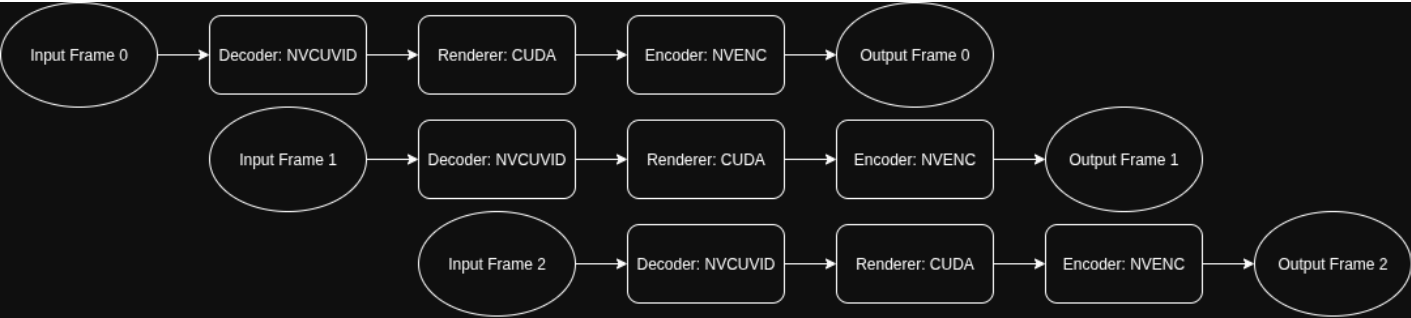 Input Frame 0
Decoder: NVCUVID
Renderer: CUDA
Encoder: NVENC
Output Frame 0
Input Frame 1
Decoder: NVCUVID
Renderer: CUDA
Encoder: NVENC
Output Frame 1
Input Frame 2
Decoder: NVCUVID
Renderer: CUDA
Encoder: NVENC
Output Frame 2